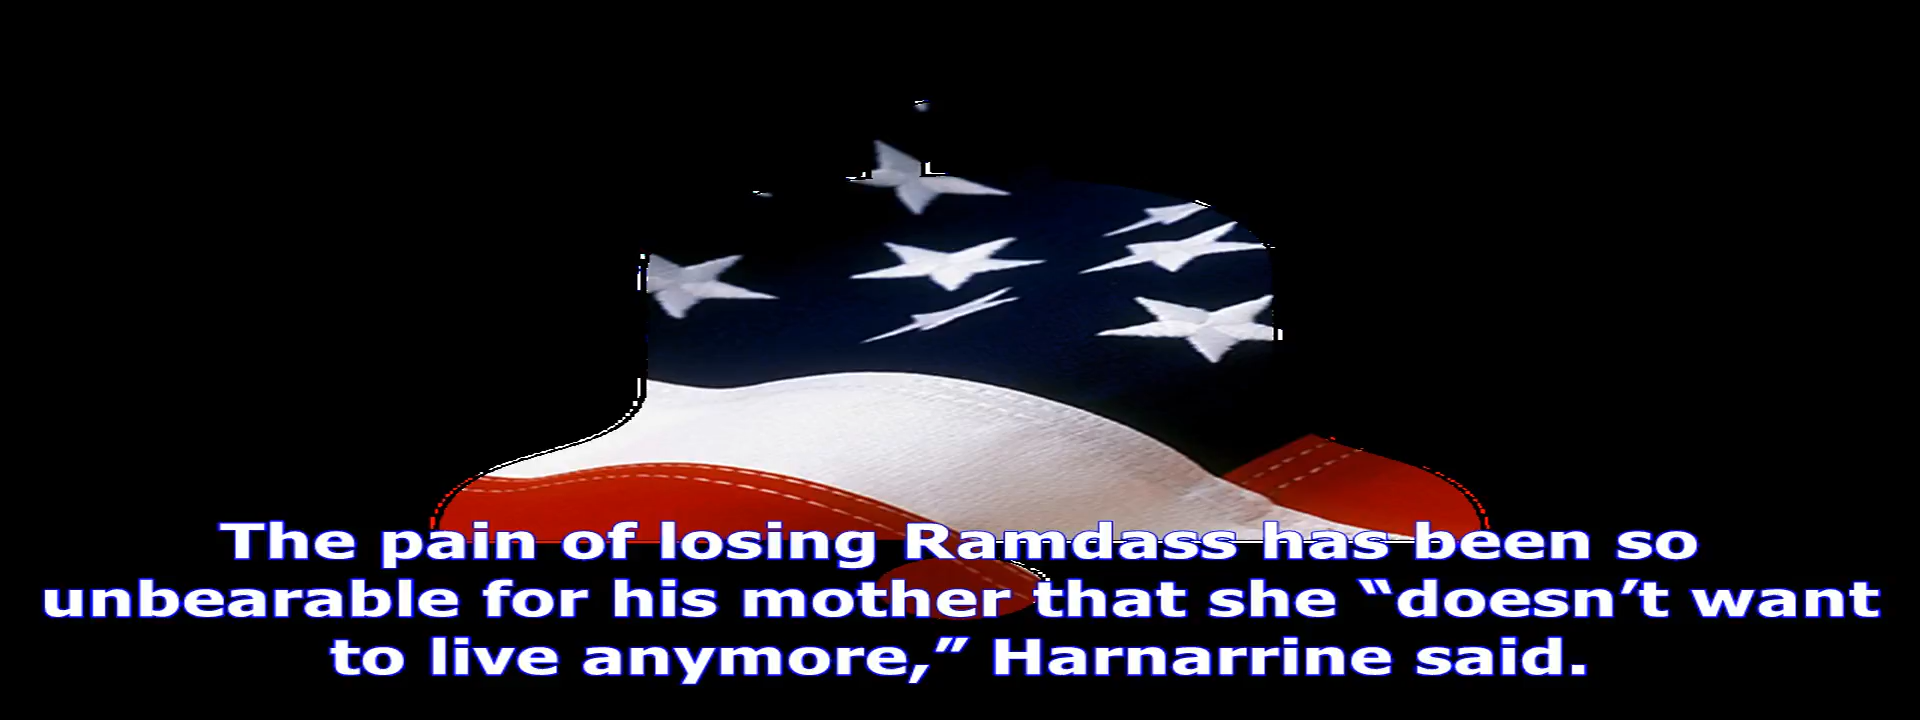 The pain of losing Ramdass has been so
unbearable for his mother that she “doesn’t want
to live anymore,” Harnarrine said.